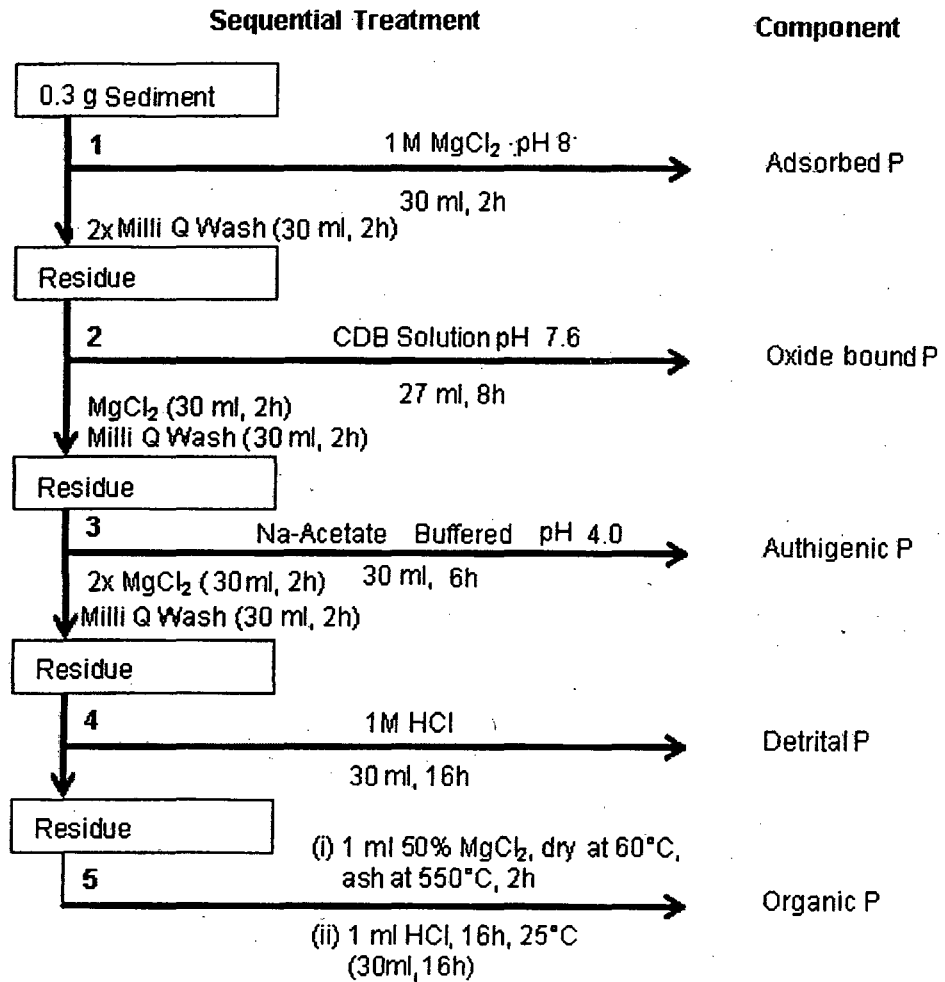 Sequential Treatment
Component
0.3 g Sediment
1
1M MgCl₂ pH 8
30 ml, 2h
Adsorbed P
2x Milli Q Wash (30 ml, 2h)
Residue
2
CDB Solution pH 7.6
27 ml, 8h
Oxide bound P
MgCl₂ (30 ml, 2h)
Milli Q Wash (30 ml, 2h)
Residue
3
Na-Acetate Buffered pH 4.0
30 ml, 6h
Authigenic P
2x MgCl₂ (30ml, 2h)
Milli Q Wash (30 ml, 2h)
Residue
4
1M HCl
30 ml, 16h
Detrital P
Residue
5
(i) 1 ml 50% MgCl₂, dry at 60°C,
ash at 550°C, 2h
Organic P
(ii) 1 ml HCl, 16h, 25°C
(30ml, 16h)